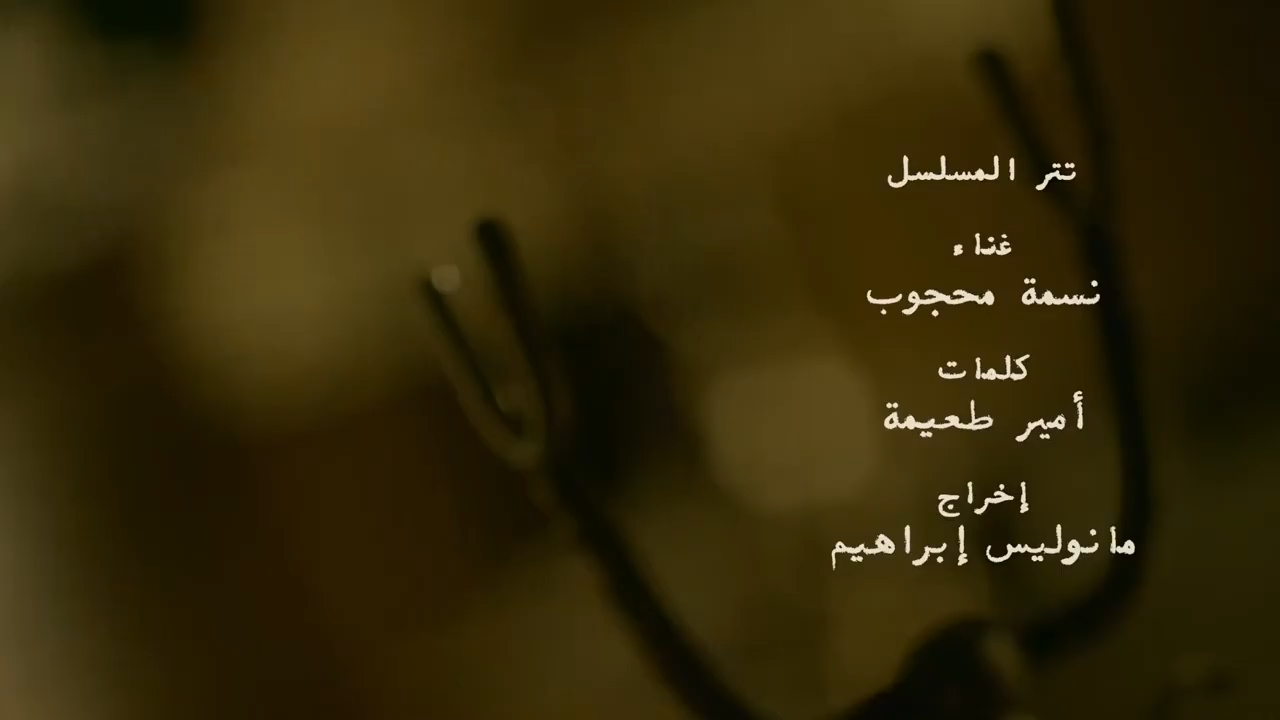 تتر المسلسل
غناء
نسمة محجوب
كلمات
أمير طعيمة
إخراج
مانوليس إبراهيم